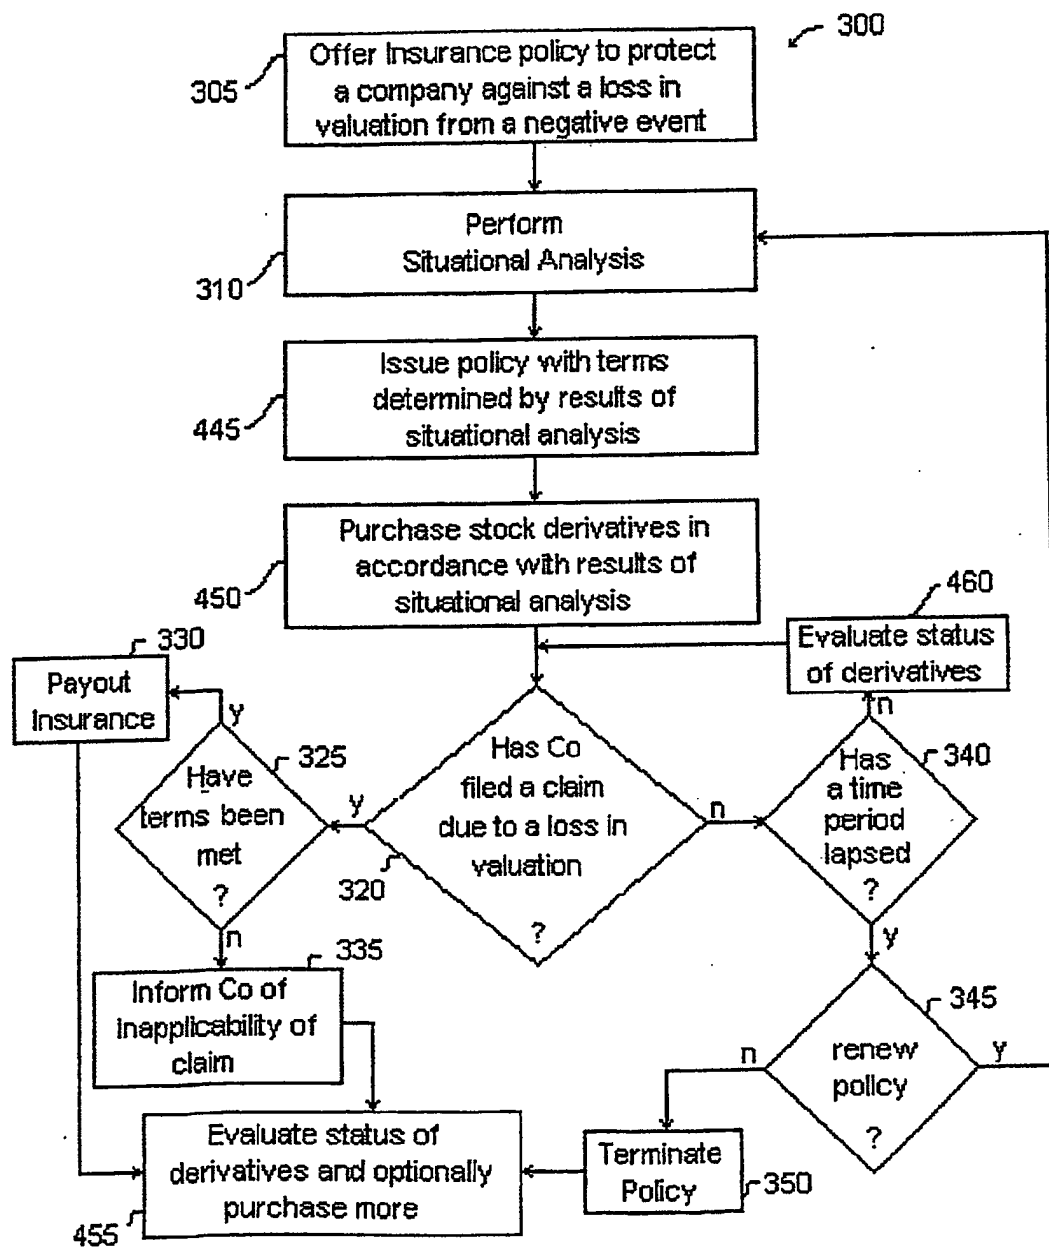 300
Offer Insurance policy to protect
a company against a loss in
valuation from a negative event
305
Perform
Situational Analysis
310
Issue policy with terms
determined by results of
situational analysis
445
Purchase stock derivatives in
accordance with results of
situational analysis
450
460
Evaluate status
of derivatives
330
Payout
Insurance
y
n
325
Have
terms been
met
?
y
Has Co
filed a claim
due to a loss in
valuation
?
320
n
340
Has
a time
period
lapsed
?
n
y
335
Inform Co of
inapplicability of
claim
345
renew
policy
?
n
y
Evaluate status of
derivatives and optionally
purchase more
455
Terminate
Policy
350